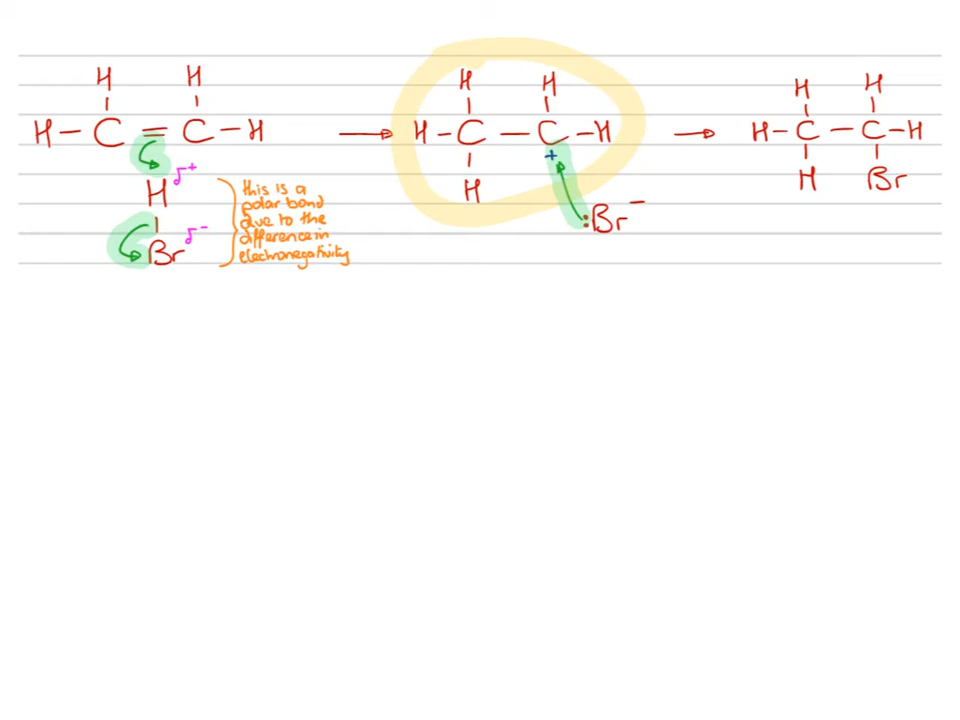 H H H H H H
H – C = C – H → H – C – C – H → H – C – C – H
+
H δ+ H H Br
:Br −
Br δ−
this is a
polar bond
due to the
difference in
electronegativity